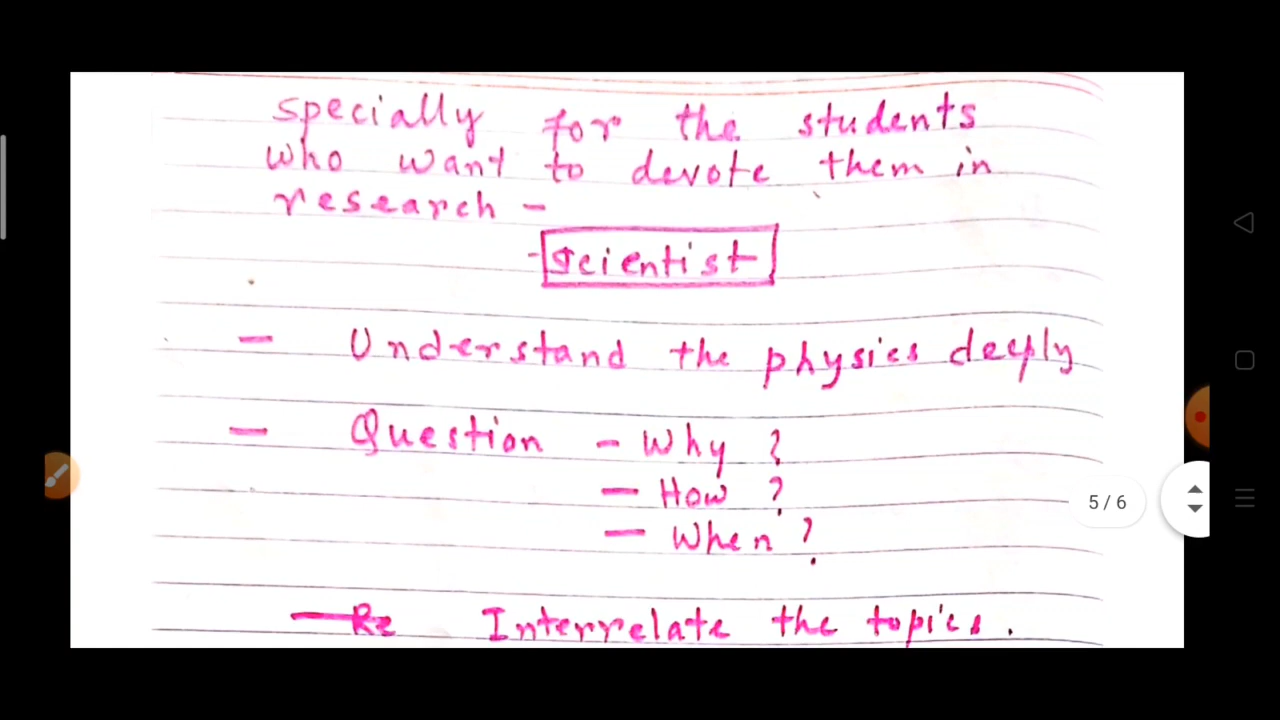 specially for the students
who want to devote them in
research -
- scientist
- Understand the physics deeply
- Question - Why ?
- How ?
- When ?
5 / 6
Interrelate the topics.